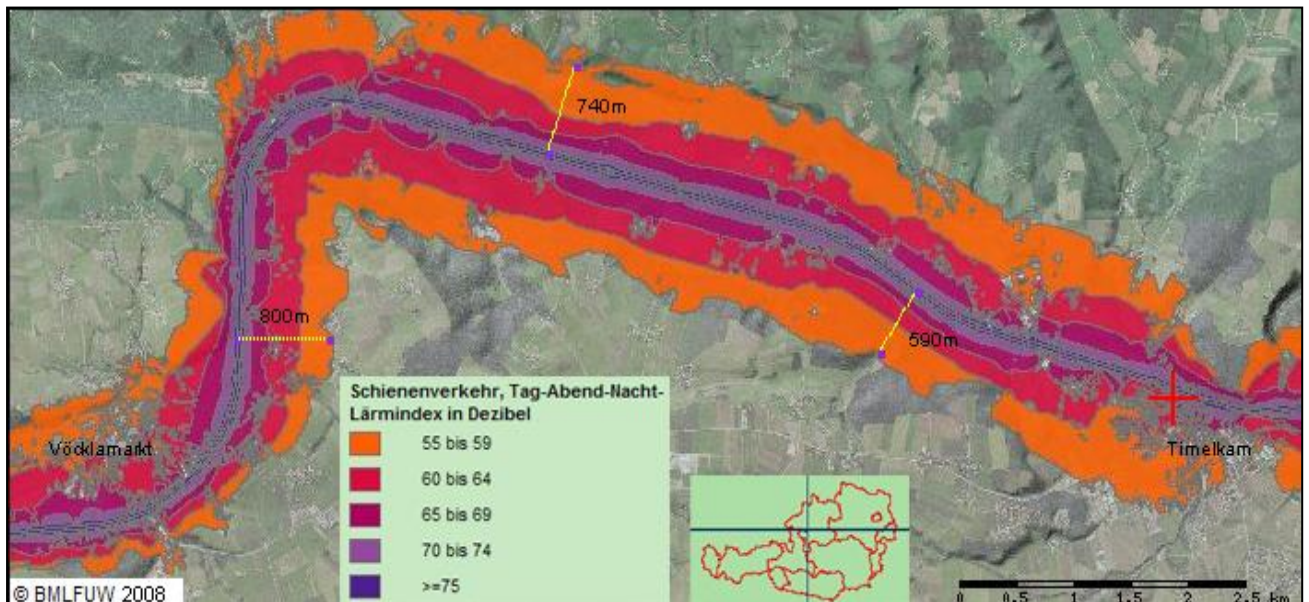 740m
800m
590m
Vöcklamarkt
Timelkam
Schienenverkehr, Tag-Abend-Nacht-
Lärmindex in Dezibel
55 bis 59
60 bis 64
65 bis 69
70 bis 74
>=75
© BMLFUW 2008
0 0.5 1 1.5 2 2.5 km